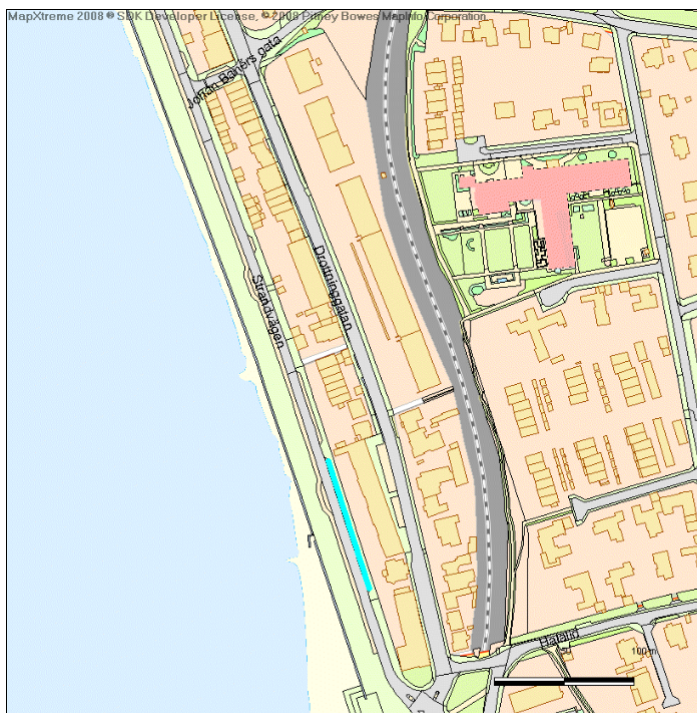 MapXtreme 2008 ® SDK Developer License, © 2008 Pitney Bowes MapInfo Corporation
Johan Banérs gata
Drottninggatan
Strandvägen
100 m